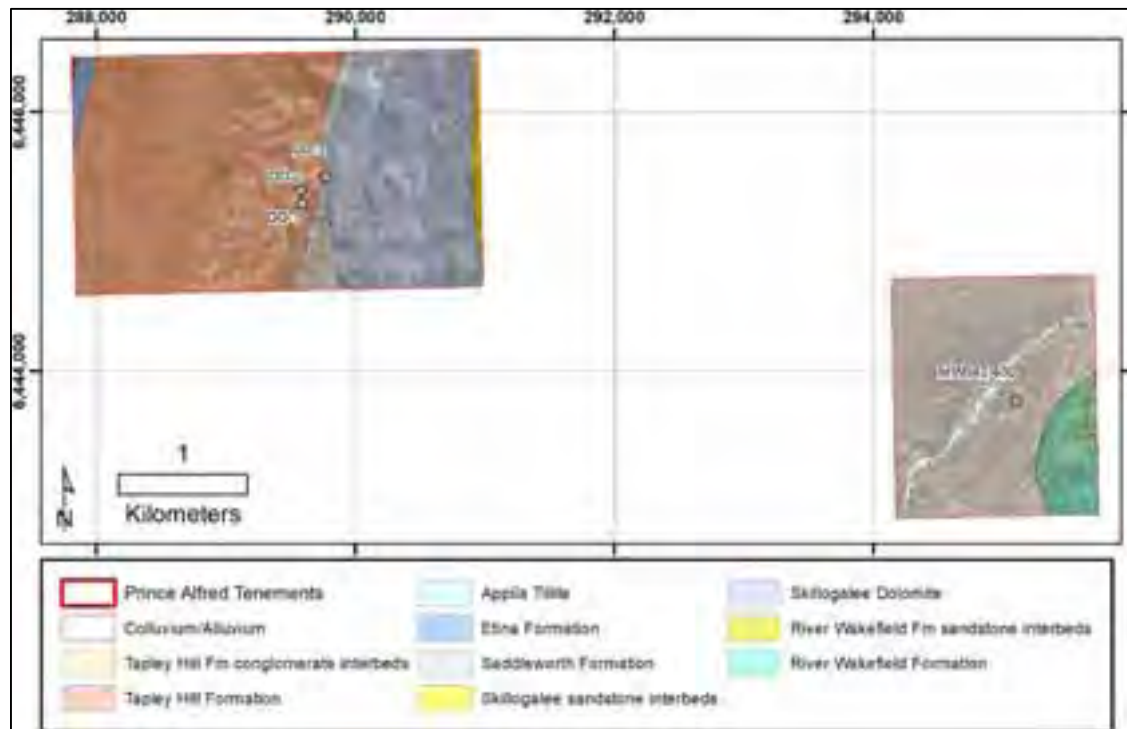 288,000 290,000 292,000 294,000
6,446,000
6,444,000
1
Kilometers
N
Prince Alfred Tenements
Colluvium/Alluvium
Tapley Hill Fm conglomerate interbeds
Tapley Hill Formation
Appila Tillite
Etina Formation
Saddleworth Formation
Skillogalee sandstone interbeds
Skillogalee Dolomite
River Wakefield Fm sandstone interbeds
River Wakefield Formation